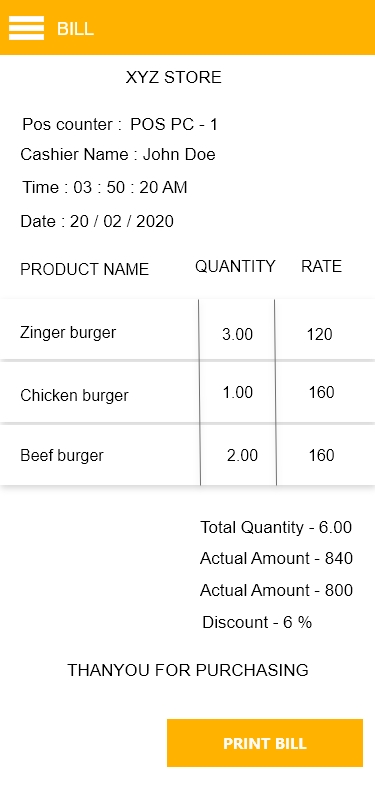 BILL
XYZ STORE
Pos counter : POS PC - 1
Cashier Name : John Doe
Time : 03 : 50 : 20 AM
Date : 20 / 02 / 2020
PRODUCT NAME QUANTITY RATE
Zinger burger 3.00 120
Chicken burger 1.00 160
Beef burger 2.00 160
Total Quantity - 6.00
Actual Amount - 840
Actual Amount - 800
Discount - 6 %
THANYOU FOR PURCHASING
PRINT BILL